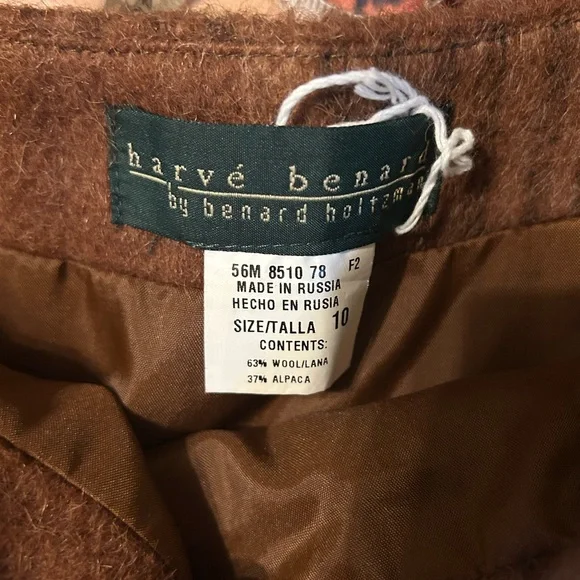 harvé benard
by benard holtzman
56M 8510 78 F2
MADE IN RUSSIA
HECHO EN RUSIA
SIZE/TALLA 10
CONTENTS:
63% WOOL/LANA
37% ALPACA